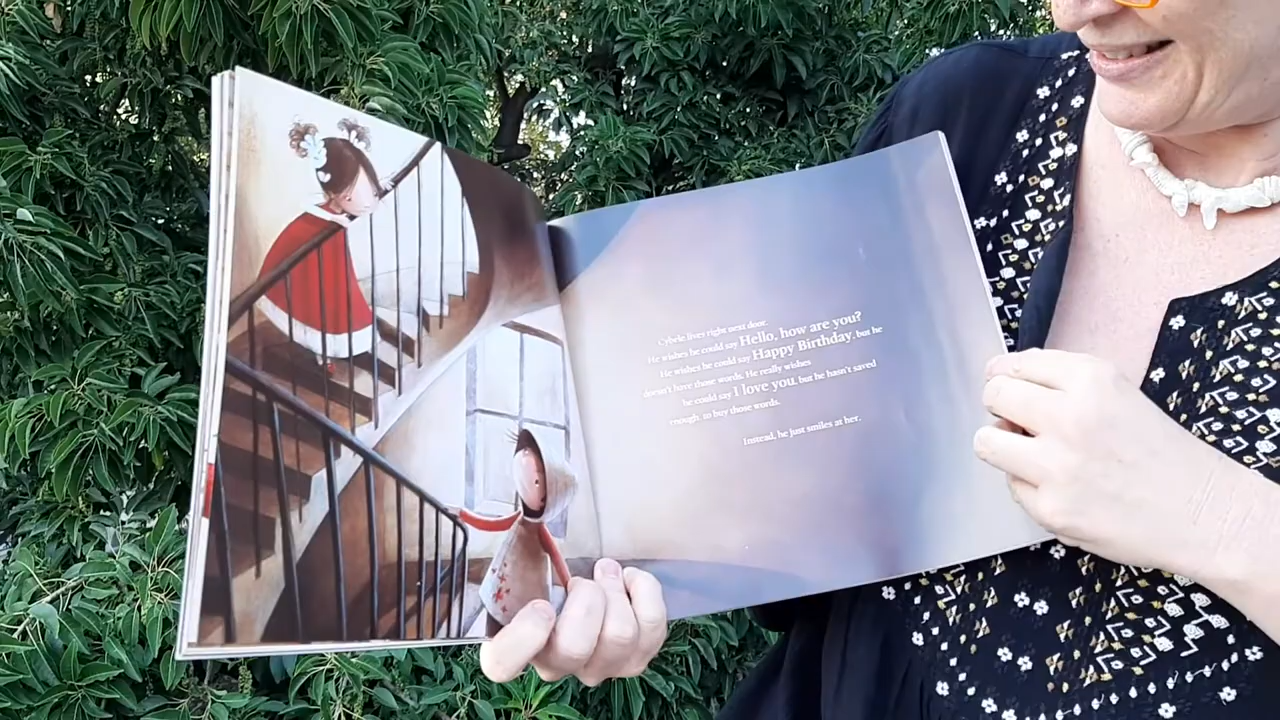 Cybele lives right next door.
He wishes he could say Hello, how are you?
He wishes he could say Happy Birthday, but he
doesn't have those words. He really wishes
he could say I love you, but he hasn't saved
enough, to buy those words.
Instead, he just smiles at her.